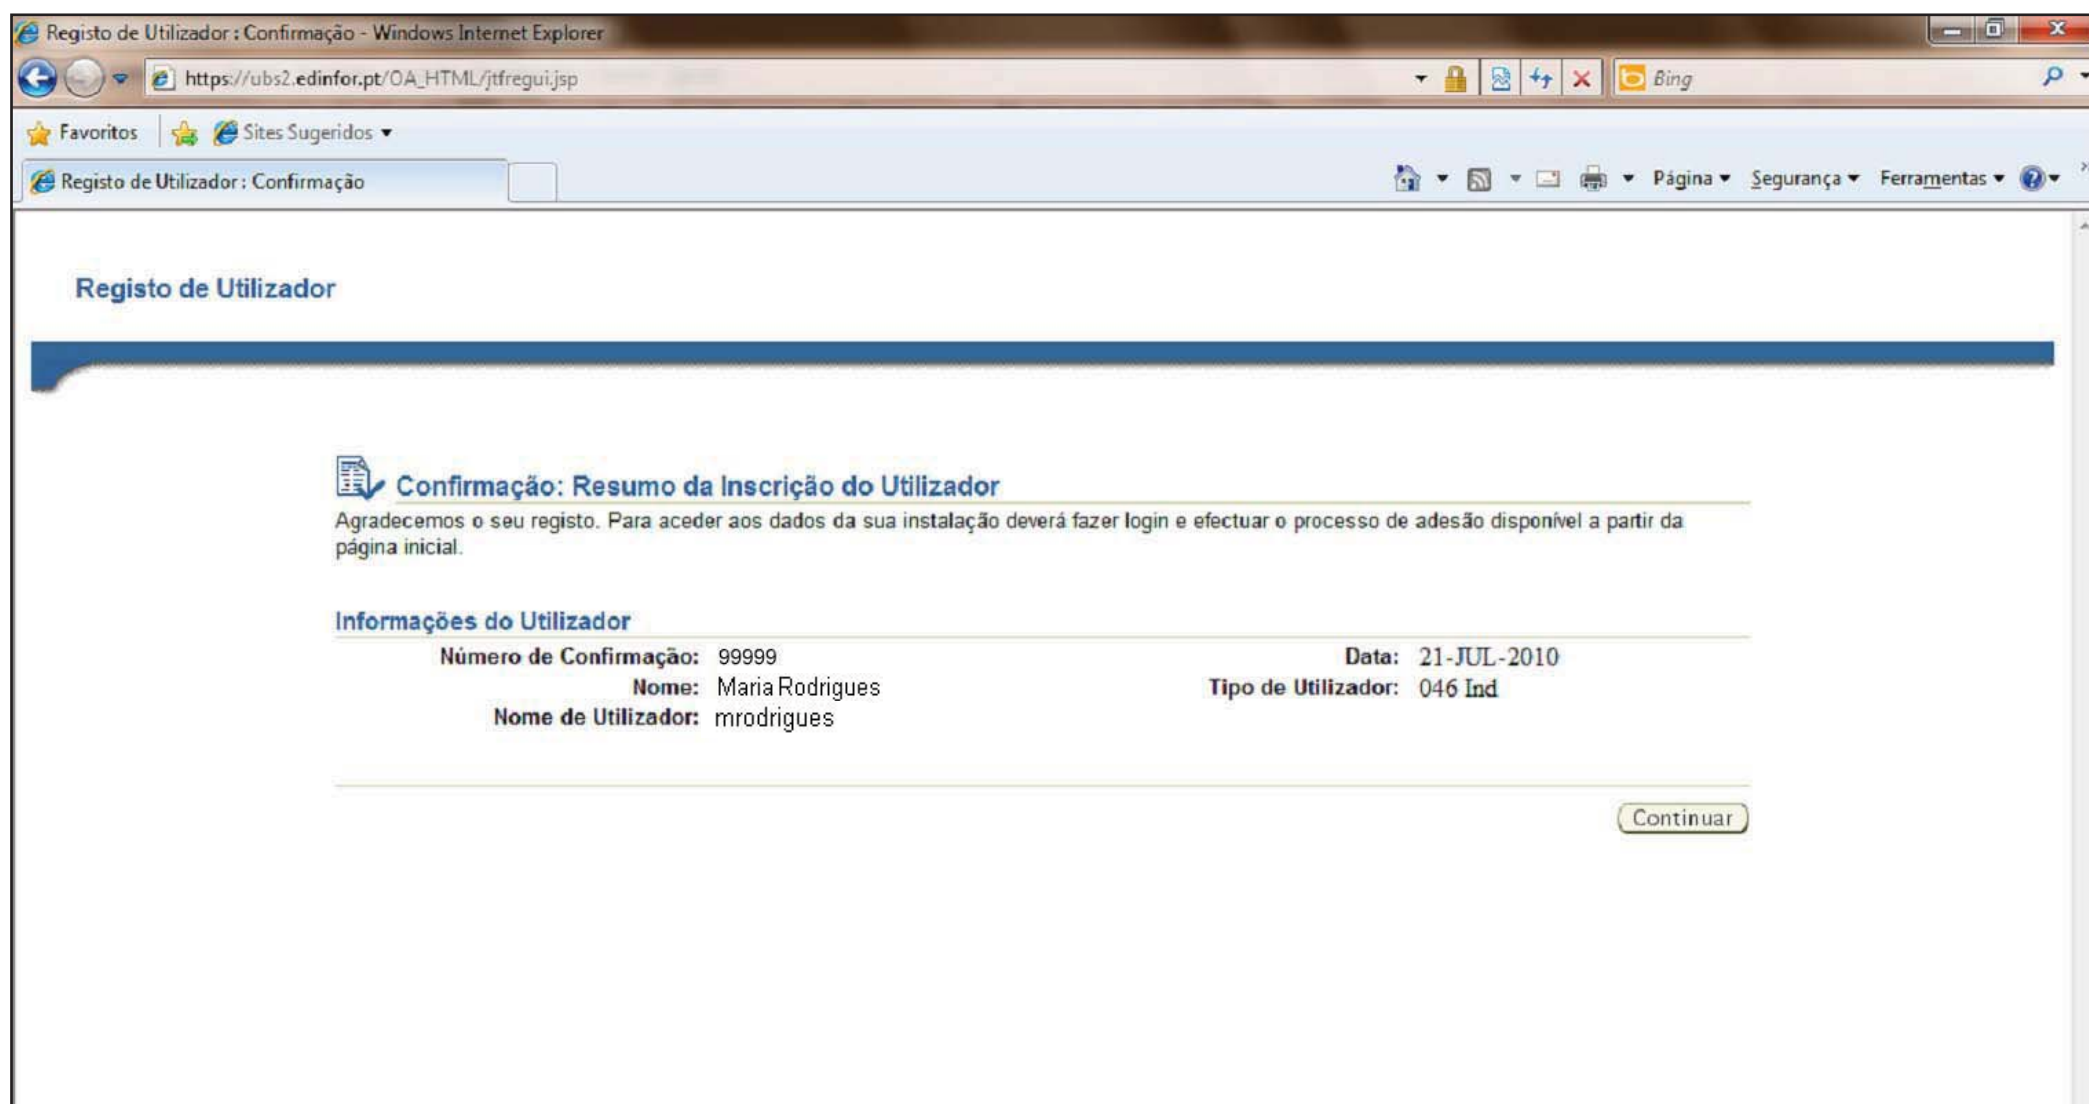 Registo de Utilizador : Confirmação - Windows Internet Explorer
https://ubs2.edinfor.pt/OA_HTML/jtfregui.jsp
Bing
Favoritos Sites Sugeridos
Registo de Utilizador : Confirmação
Página Segurança Ferramentas
Registo de Utilizador
Confirmação: Resumo da Inscrição do Utilizador
Agradecemos o seu registo. Para aceder aos dados da sua instalação deverá fazer login e efectuar o processo de adesão disponível a partir da
página inicial.
Informações do Utilizador
Número de Confirmação: 99999 Data: 21-JUL-2010
Nome: Maria Rodrigues Tipo de Utilizador: 046 Ind
Nome de Utilizador: mrodrigues
Continuar